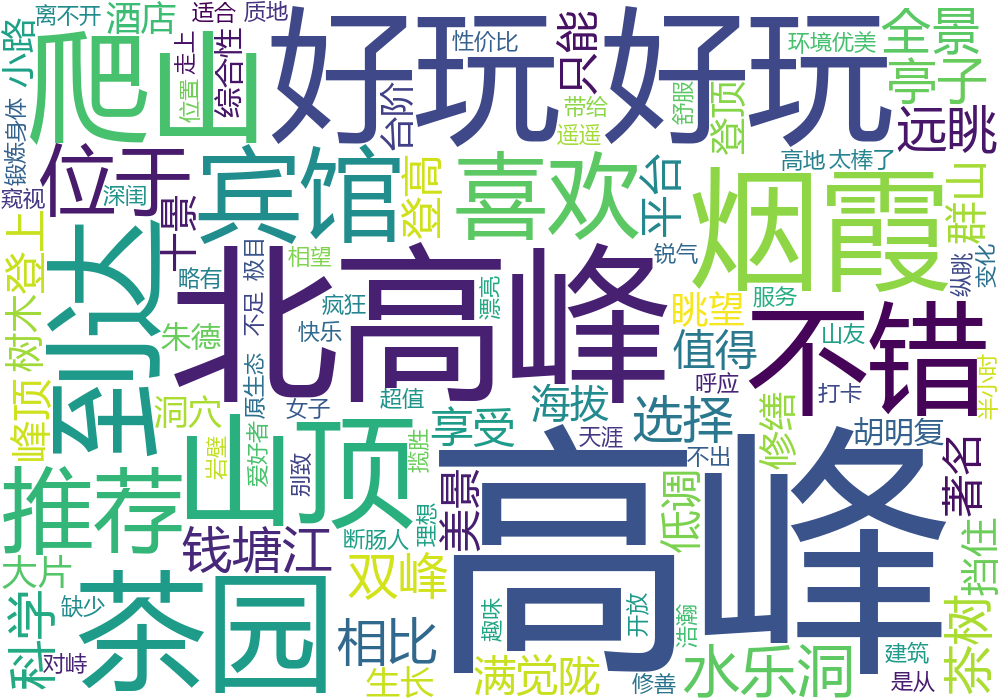 离不开
酒店
适合
质地
小路
爬山
走上
综合性
位置
好玩
好玩
性价比
只能
环境优美
全景
亭子
台阶
带给
遥遥
舒服
登顶
远眺
锻炼身体
窥视
位于
深闺
十景
宾馆
登高
喜欢
平台
高地
太棒了
烟霞
群山
变化
纵眺
登上
到达
树木
略有
极目
不足
相望
疯狂
快乐
北高峰
漂亮
锐气
眺望
服务
山友
不错
半小时
值得
呼应
打卡
朱德
原生态
女子
超值
海拔
选择
享受
天涯
不出
修缮
胡明复
著名
峰顶
洞穴
岩壁
爱好者
别致
山顶
揽胜
理想
美景
低调
推荐
钱塘江
断肠人
双峰
高峰
挡住
大片
缺少
科学
对峙
茶园
相比
生长
趣味
满觉陇
开放
浩瀚
修善
水乐洞
建筑
是从
茶树